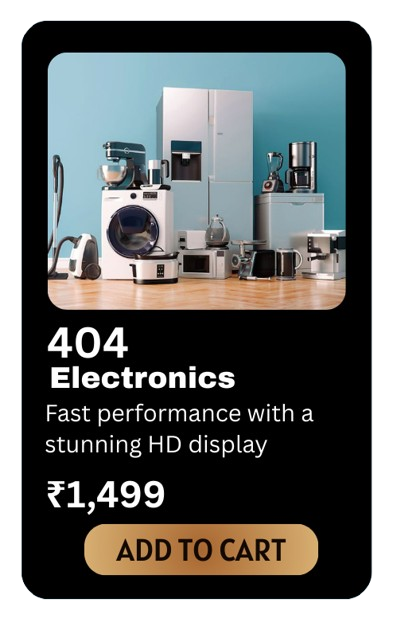 404
Electronics
Fast performance with a
stunning HD display
₹1,499
ADD TO CART